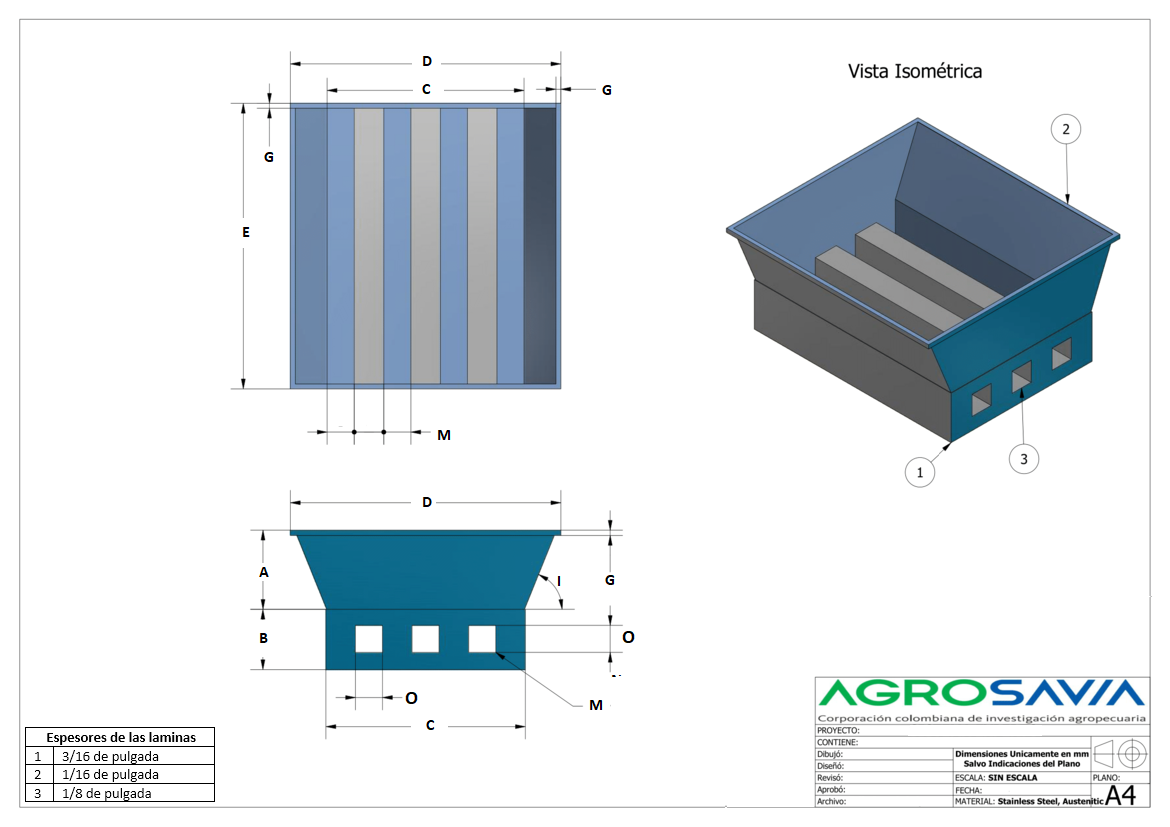 D
C
G
G
E
M
Vista Isométrica
2
1
3
D
A
I
G
B
O
O
M
C
Espesores de las laminas
1 3/16 de pulgada
2 1/16 de pulgada
3 1/8 de pulgada
AGROSAVIA
Corporación colombiana de investigación agropecuaria
PROYECTO:
CONTIENE:
Dibujó:
Diseñó:
Revisó:
Aprobó:
Archivo:
Dimensiones Unicamente en mm
Salvo Indicaciones del Plano
ESCALA: SIN ESCALA
PLANO:
FECHA:
A4
MATERIAL: Stainless Steel, Austenitic